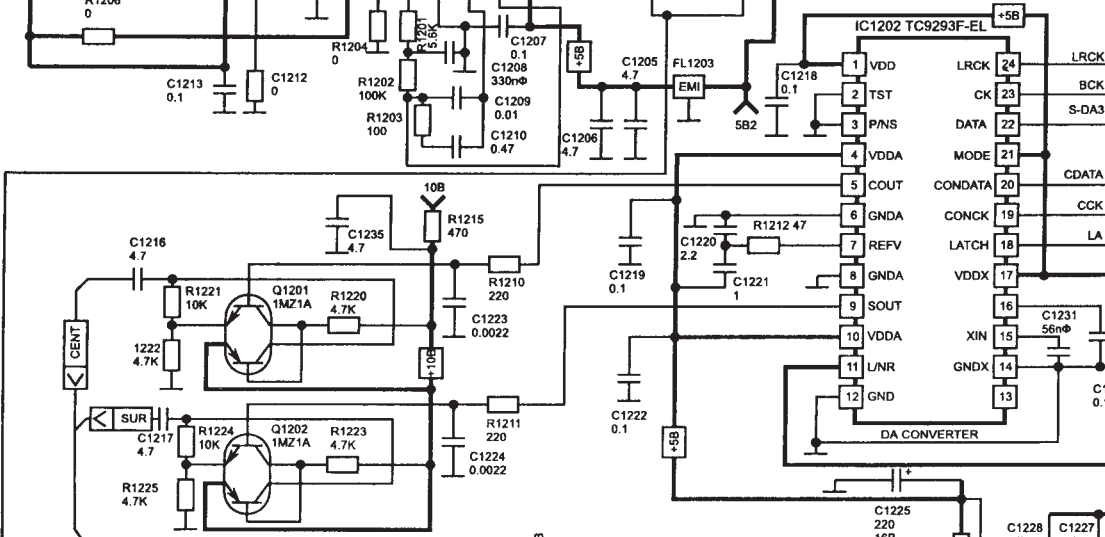 R1206
0
C1213
0.1
C1212
0
R1204
0
R1201
5.6K
R1202
100K
R1203
100
C1207
0.1
C1208
330nФ
C1209
0.01
C1210
0.47
+5B
C1205
4.7
FL1203
EMI
C1206
4.7
5B2
C1218
0.1
+5B
IC1202 TC9293F-EL
1 VDD
2 TST
3 P/NS
4 VDDA
5 COUT
6 GNDA
7 REFV
8 GNDA
9 SOUT
10 VDDA
11 L/NR
12 GND
LRCK 24 LRCK
CK 23 BCK
DATA 22 S-DA3
MODE 21
CONDATA 20 CDATA
CONCK 19 CCK
LATCH 18 LA
VDDX 17
16
XIN 15
GNDX 14
13
DA CONVERTER
C1231
56nФ
C1
0.
10B
R1215
470
C1235
4.7
C1216
4.7
R1221
10K
1222
4.7K
Q1201
1MZ1A
R1220
4.7K
R1210
220
C1223
0.0022
+10B
CENT
SUR
C1217
4.7
R1224
10K
R1225
4.7K
Q1202
1MZ1A
R1223
4.7K
R1211
220
C1224
0.0022
C1219
0.1
C1220
2.2
R1212 47
C1221
1
C1222
0.1
+5B
+
C1225
220
16B
C1228
C1227